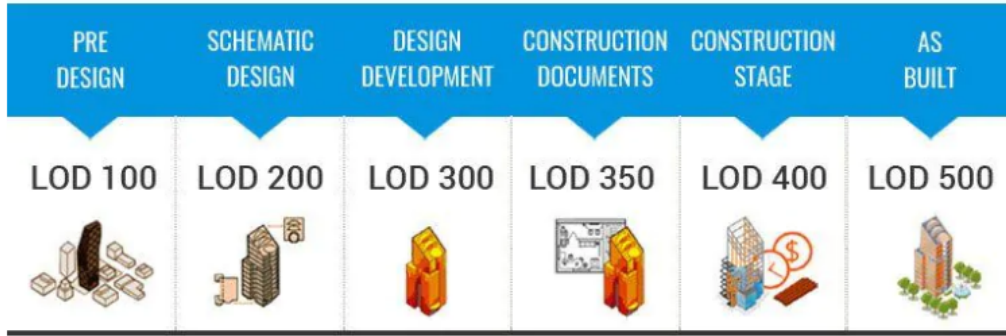 PRE
DESIGN
SCHEMATIC
DESIGN
DESIGN
DEVELOPMENT
CONSTRUCTION
DOCUMENTS
CONSTRUCTION
STAGE
AS
BUILT
LOD 100
LOD 200
LOD 300
LOD 350
LOD 400
LOD 500
$